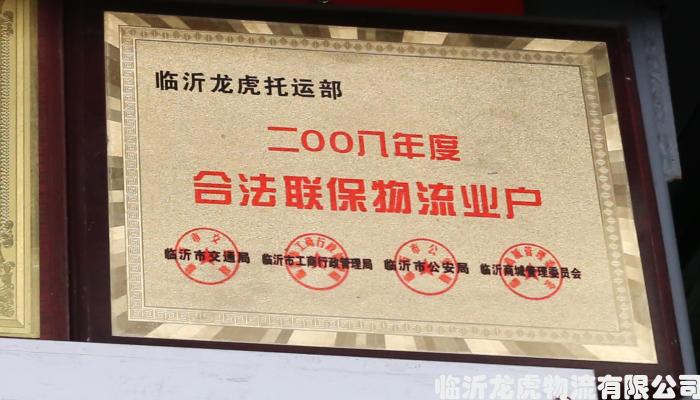 临沂龙虎托运部
二〇〇八年度
合法联保物流业户
临沂市交通局 临沂市工商行政管理局 临沂市公安局 临沂商城管理委员会
临沂龙虎物流有限公司